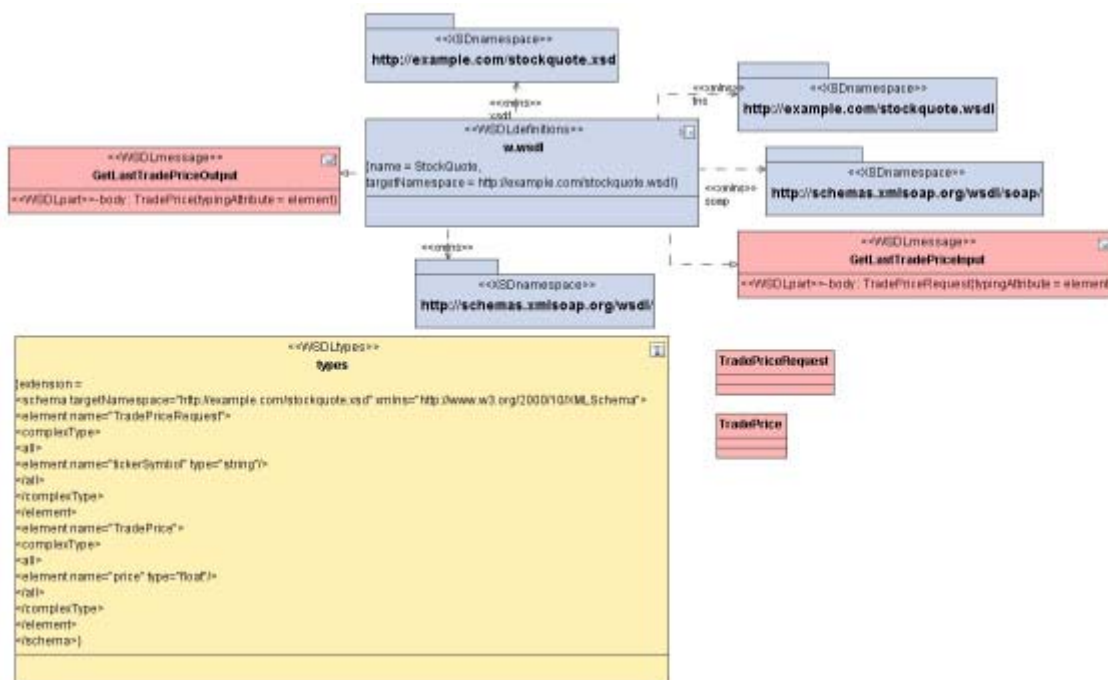 <<XSDnamespace>>
http://example.com/stockquote.xsd
<<xmlns>>
xsd1
<<XSDnamespace>>
http://example.com/stockquote.wsdl
<<xmlns>>
tns
<<WSDLdefinitions>>
w.wsdl
{name = StockQuote,
targetNamespace = http://example.com/stockquote.wsdl}
<<WSDLmessage>>
GetLastTradePriceOutput
<<WSDLpart>>-body: TradePrice{typingAttribute = element}
<<XSDnamespace>>
http://schemas.xmlsoap.org/wsdl/soap/
<<xmlns>>
soap
<<WSDLmessage>>
GetLastTradePriceInput
<<WSDLpart>>-body: TradePriceRequest{typingAttribute = element
<<xmlns>>
<<XSDnamespace>>
http://schemas.xmlsoap.org/wsdl/
<<WSDLtypes>>
types
{extension =
<schema targetNamespace="http://example.com/stockquote.xsd" xmlns="http://www.w3.org/2000/10/XMLSchema">
<element name="TradePriceRequest">
<complexType>
<all>
<element name="tickerSymbol" type="string"/>
</all>
</complexType>
</element>
<element name="TradePrice">
<complexType>
<all>
<element name="price" type="float"/>
</all>
</complexType>
</element>
</schema>}
TradePriceRequest
TradePrice